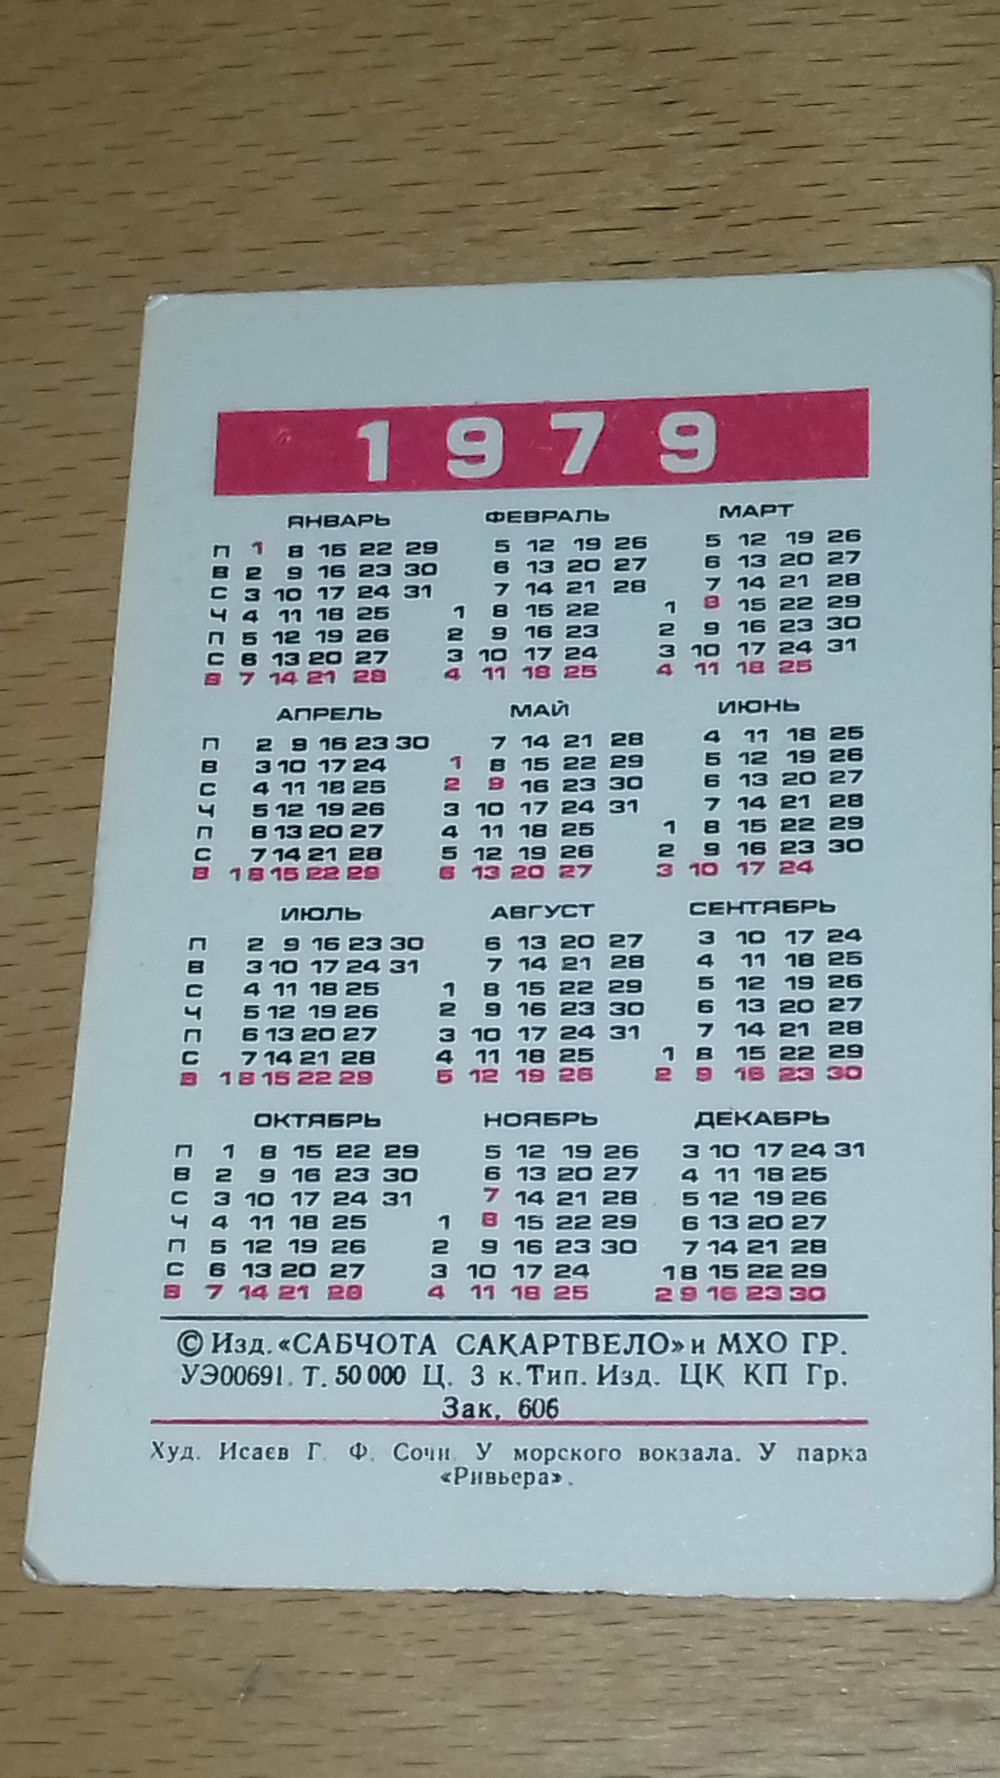 1979
ЯНВАРЬ ФЕВРАЛЬ МАРТ
П 1 8 15 22 29 5 12 19 26 5 12 19 26
В 2 9 16 23 30 6 13 20 27 6 13 20 27
С 3 10 17 24 31 7 14 21 28 7 14 21 28
Ч 4 11 18 25 1 8 15 22 1 8 15 22 29
П 5 12 19 26 2 9 16 23 2 9 16 23 30
С 6 13 20 27 3 10 17 24 3 10 17 24 31
В 7 14 21 28 4 11 18 25 4 11 18 25
АПРЕЛЬ МАЙ ИЮНЬ
П 2 9 16 23 30 7 14 21 28 4 11 18 25
В 3 10 17 24 1 8 15 22 29 5 12 19 26
С 4 11 18 25 2 9 16 23 30 6 13 20 27
Ч 5 12 19 26 3 10 17 24 31 7 14 21 28
П 6 13 20 27 4 11 18 25 1 8 15 22 29
С 7 14 21 28 5 12 19 26 2 9 16 23 30
В 1 8 15 22 29 6 13 20 27 3 10 17 24
ИЮЛЬ АВГУСТ СЕНТЯБРЬ
П 2 9 16 23 30 6 13 20 27 3 10 17 24
В 3 10 17 24 31 7 14 21 28 4 11 18 25
С 4 11 18 25 1 8 15 22 29 5 12 19 26
Ч 5 12 19 26 2 9 16 23 30 6 13 20 27
П 6 13 20 27 3 10 17 24 31 7 14 21 28
С 7 14 21 28 4 11 18 25 1 8 15 22 29
В 1 8 15 22 29 5 12 19 26 2 9 16 23 30
ОКТЯБРЬ НОЯБРЬ ДЕКАБРЬ
П 1 8 15 22 29 5 12 19 26 3 10 17 24 31
В 2 9 16 23 30 6 13 20 27 4 11 18 25
С 3 10 17 24 31 7 14 21 28 5 12 19 26
Ч 4 11 18 25 1 8 15 22 29 6 13 20 27
П 5 12 19 26 2 9 16 23 30 7 14 21 28
С 6 13 20 27 3 10 17 24 1 8 15 22 29
В 7 14 21 28 4 11 18 25 2 9 16 23 30
© Изд. «САБЧОТА САКАРТВЕЛО» и МХО ГР.
УЭ00691. Т. 50 000 Ц. 3 к. Тип. Изд. ЦК КП Гр.
Зак. 606
Худ. Исаев Г. Ф. Сочи. У морского вокзала. У парка
«Ривьера».